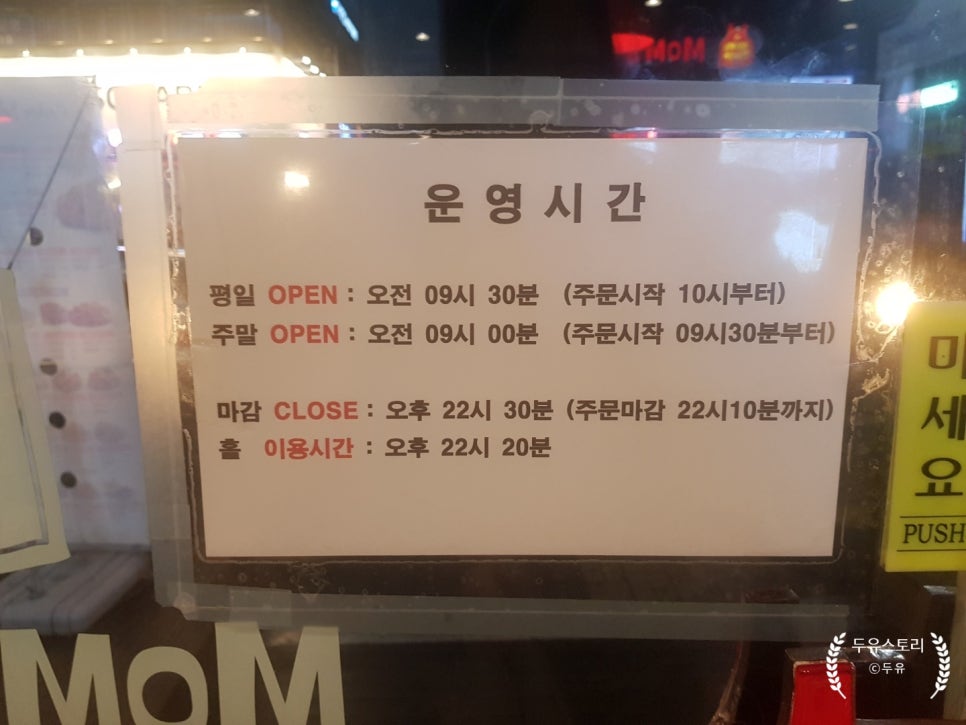 MoM
운영시간
평일 OPEN : 오전 09시 30분 (주문시작 10시부터)
주말 OPEN : 오전 09시 00분 (주문시작 09시30분부터)
마감 CLOSE : 오후 22시 30분 (주문마감 22시10분까지)
홀 이용시간 : 오후 22시 20분
미
세
요
PUSH
MoM
두유스토리
©두유